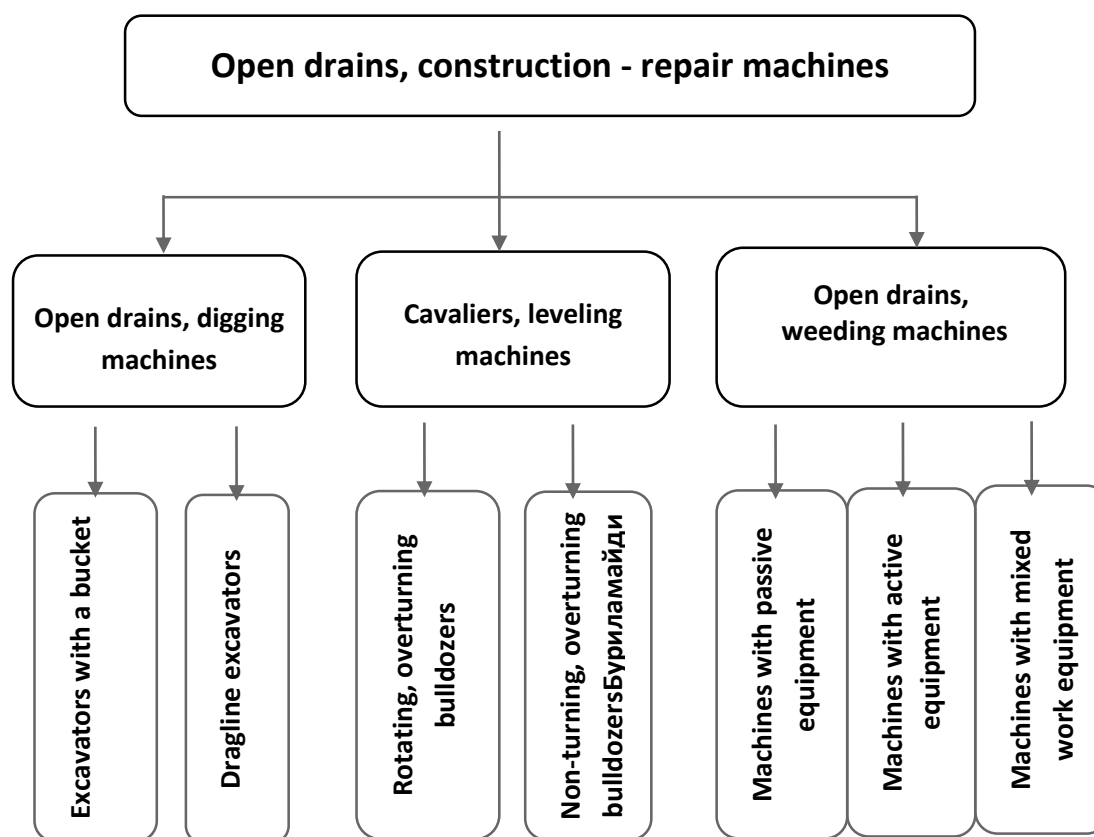 Open drains, construction - repair machines
Open drains, digging
machines
Cavaliers, leveling
machines
Open drains,
weeding machines
Excavators with a bucket
Dragline excavators
Rotating, overturning
bulldozers
Non-turning, overturning
bulldozersБуриламайди
Machines with passive
equipment
Machines with active
equipment
Machines with mixed
work equipment